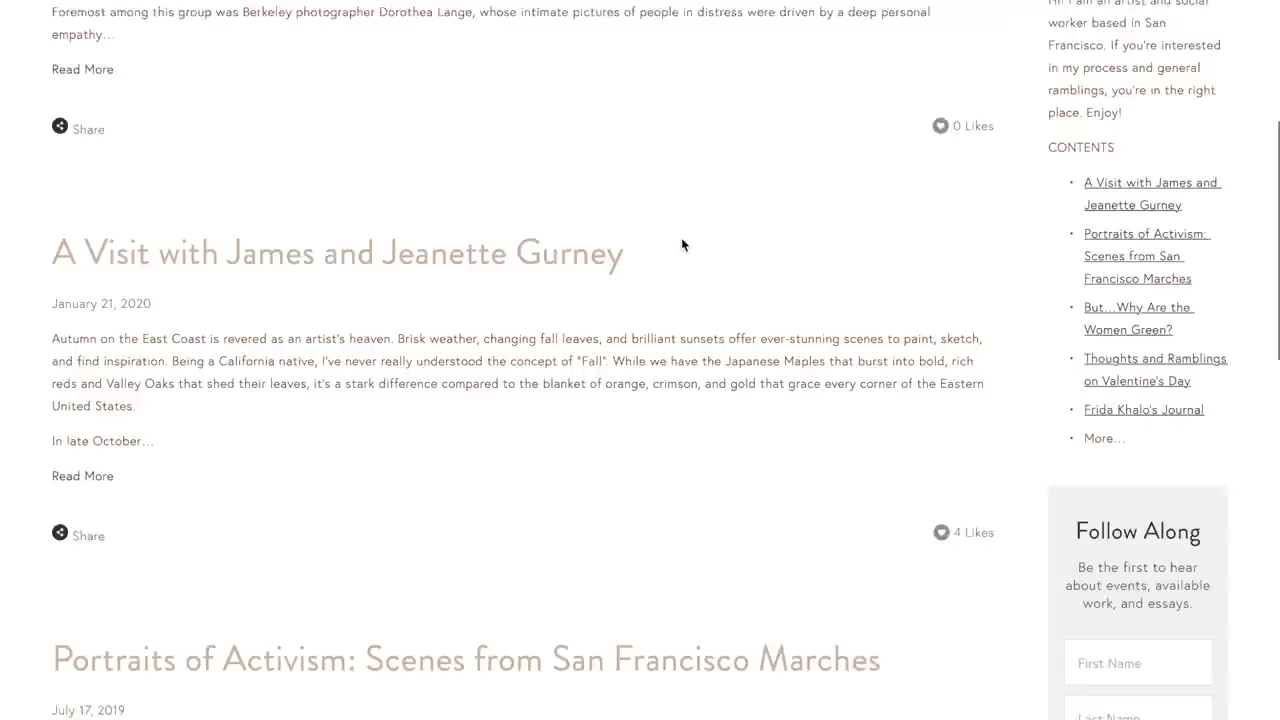 Foremost among this group was Berkeley photographer Dorothea Lange, whose intimate pictures of people in distress were driven by a deep personal
empathy...
Read More
Share
0 Likes
A Visit with James and Jeanette Gurney
January 21, 2020
Autumn on the East Coast is revered as an artist's heaven. Brisk weather, changing fall leaves, and brilliant sunsets offer ever-stunning scenes to paint, sketch,
and find inspiration. Being a California native, I've never really understood the concept of "Fall". While we have the Japanese Maples that burst into bold, rich
reds and Valley Oaks that shed their leaves, it's a stark difference compared to the blanket of orange, crimson, and gold that grace every corner of the Eastern
United States.
In late October...
Read More
Share
4 Likes
Portraits of Activism: Scenes from San Francisco Marches
July 17, 2019
Hi! I am an artist and social
worker based in San
Francisco. If you're interested
in my process and general
ramblings, you're in the right
place. Enjoy!
CONTENTS
• A Visit with James and
Jeanette Gurney
• Portraits of Activism:
Scenes from San
Francisco Marches
• But...Why Are the
Women Green?
• Thoughts and Ramblings
on Valentine's Day
• Frida Khalo's Journal
• More...
Follow Along
Be the first to hear
about events, available
work, and essays.
First Name
Last Name